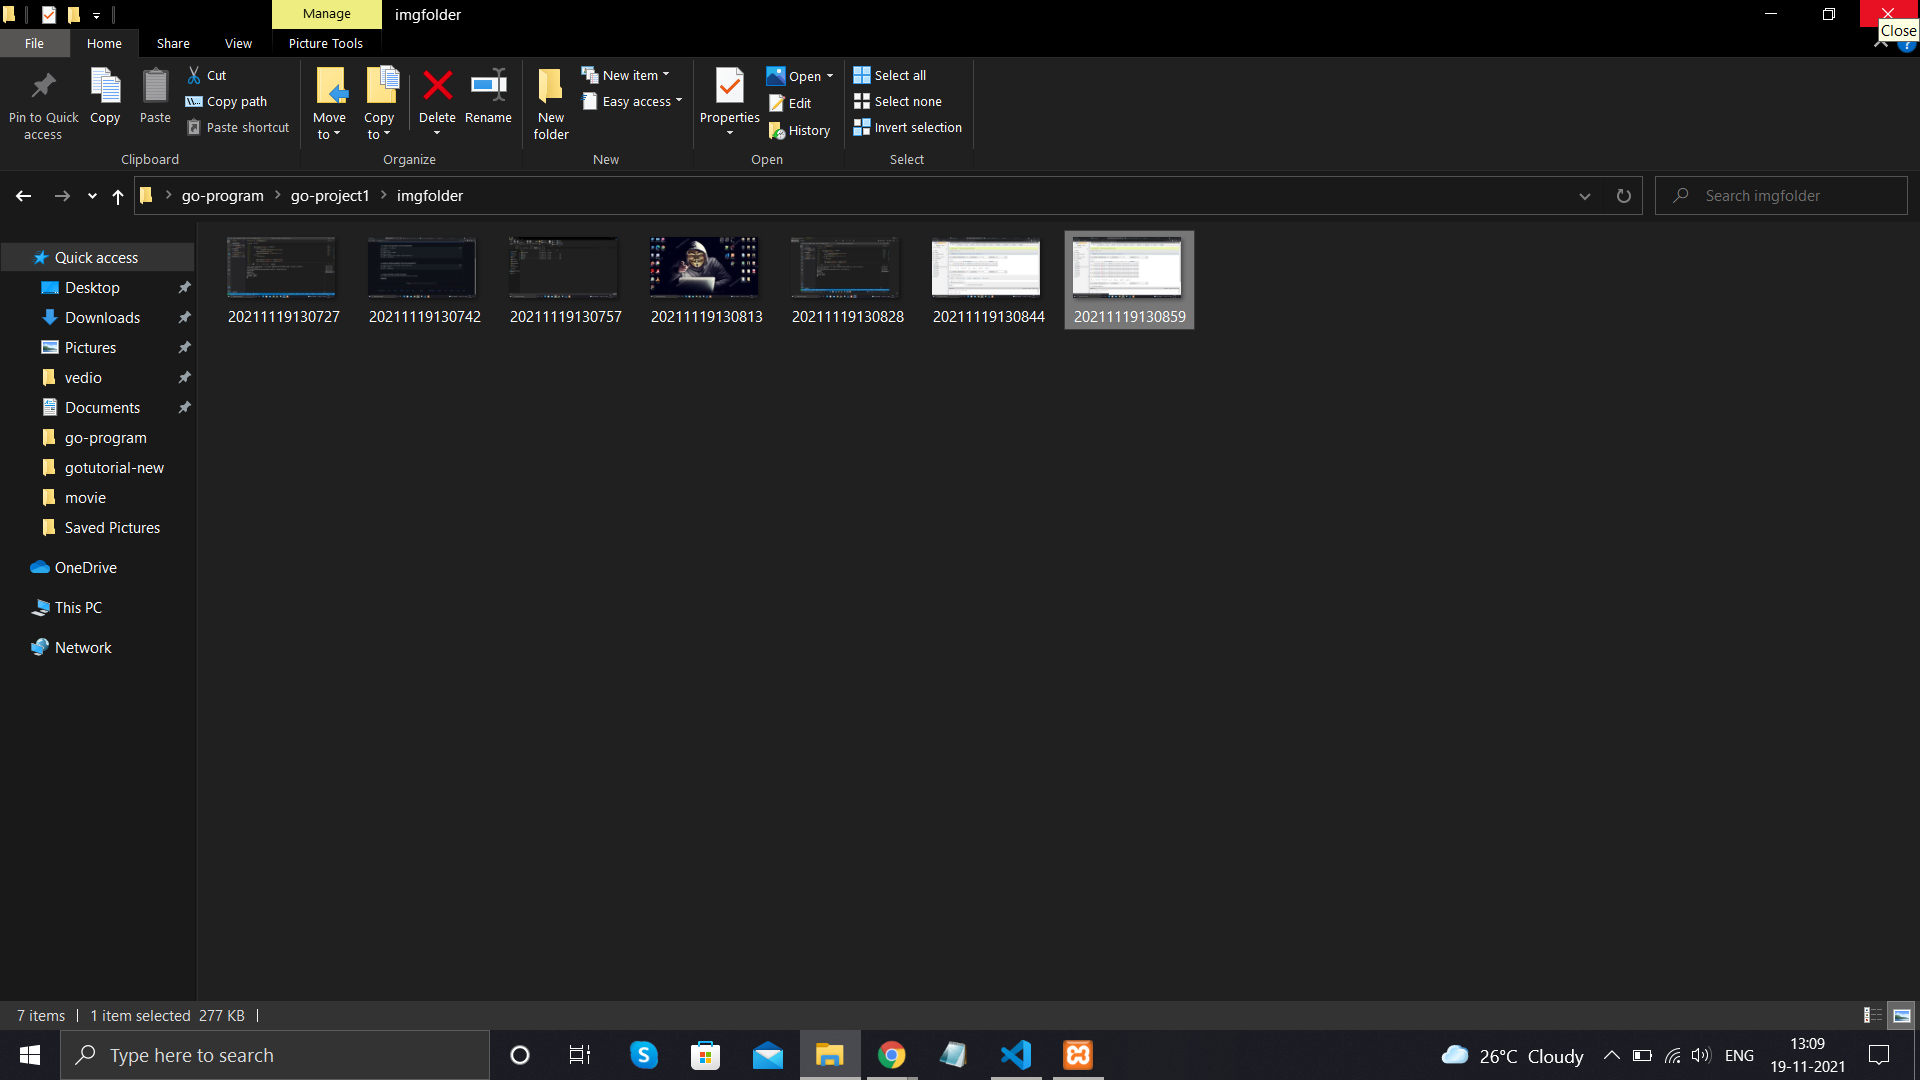 Manage
imgfolder
Close
File
Home
Share
View
Picture Tools
Pin to Quick access
Copy
Paste
Cut
Copy path
Paste shortcut
Clipboard
Move to
Copy to
Delete
Rename
Organize
New folder
New item
Easy access
New
Properties
Open
Edit
History
Open
Select all
Select none
Invert selection
Select
go-program > go-project1 > imgfolder
Search imgfolder
Quick access
Desktop
Downloads
Pictures
vedio
Documents
go-program
gotutorial-new
movie
Saved Pictures
OneDrive
This PC
Network
20211119130727
20211119130742
20211119130757
20211119130813
20211119130828
20211119130844
20211119130859
7 items
1 item selected 277 KB
Type here to search
26°C Cloudy
ENG
13:09
19-11-2021